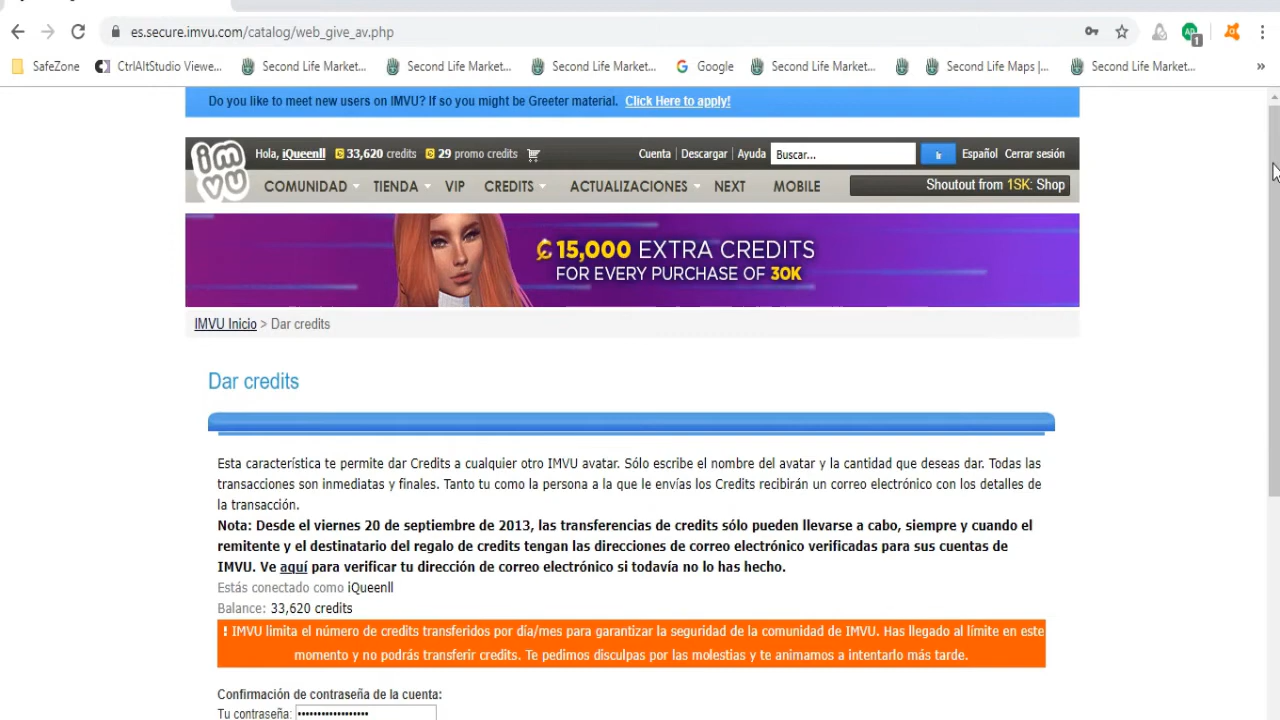 es.secure.imvu.com/catalog/web_give_av.php
1
SafeZone CtrlAltStudio Viewe... Second Life Market... Second Life Market... Second Life Market... Google Second Life Market... Second Life Maps |... Second Life Market... »
Do you like to meet new users on IMVU? If so you might be Greeter material. Click Here to apply!
imvu
Hola, iQueenll 33,620 credits 29 promo credits Cuenta | Descargar | Ayuda Buscar... Ir Español Cerrar sesión
COMUNIDAD TIENDA VIP CREDITS ACTUALIZACIONES NEXT MOBILE Shoutout from 1SK: Shop
15,000 EXTRA CREDITS
FOR EVERY PURCHASE OF 30K
IMVU Inicio > Dar credits
Dar credits
Esta característica te permite dar Credits a cualquier otro IMVU avatar. Sólo escribe el nombre del avatar y la cantidad que deseas dar. Todas las
transacciones son inmediatas y finales. Tanto tu como la persona a la que le envías los Credits recibirán un correo electrónico con los detalles de
la transacción.
Nota: Desde el viernes 20 de septiembre de 2013, las transferencias de credits sólo pueden llevarse a cabo, siempre y cuando el
remitente y el destinatario del regalo de credits tengan las direcciones de correo electrónico verificadas para sus cuentas de
IMVU. Ve aquí para verificar tu dirección de correo electrónico si todavía no lo has hecho.
Estás conectado como iQueenll
Balance: 33,620 credits
! IMVU limita el número de credits transferidos por día/mes para garantizar la seguridad de la comunidad de IMVU. Has llegado al límite en este
momento y no podrás transferir credits. Te pedimos disculpas por las molestias y te animamos a intentarlo más tarde.
Confirmación de contraseña de la cuenta:
Tu contraseña: ••••••••••••••••••